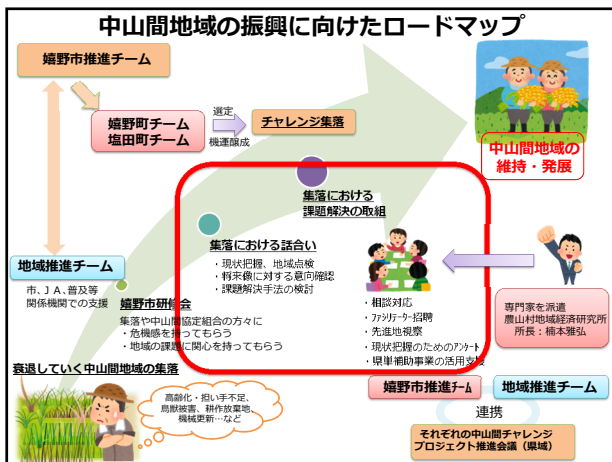 中山間地域の振興に向けたロードマップ
嬉野市推進チーム
嬉野町チーム
塩田町チーム
選定
機運醸成
チャレンジ集落
中山間地域の
維持・発展
集落における
課題解決の取組
集落における話合い
・現状把握、地域点検
・将来像に対する意向確認
・課題解決手法の検討
地域推進チーム
市、ＪＡ、普及等
関係機関での支援
嬉野市研修会
集落や中山間協定組合の方々に
・危機感を持ってもらう
・地域の課題に関心を持ってもらう
・相談対応
・ファシリテーター招聘
・先進地視察
・現状把握のためのアンケート
・県単補助事業の活用支援
専門家を派遣
農山村地域経済研究所
所長：楠本雅弘
衰退していく中山間地域の集落
高齢化・担い手不足、
鳥獣被害、耕作放棄地、
機械更新…など
嬉野市推進チーム
地域推進チーム
連携
それぞれの中山間チャレンジ
プロジェクト推進会議（県域）